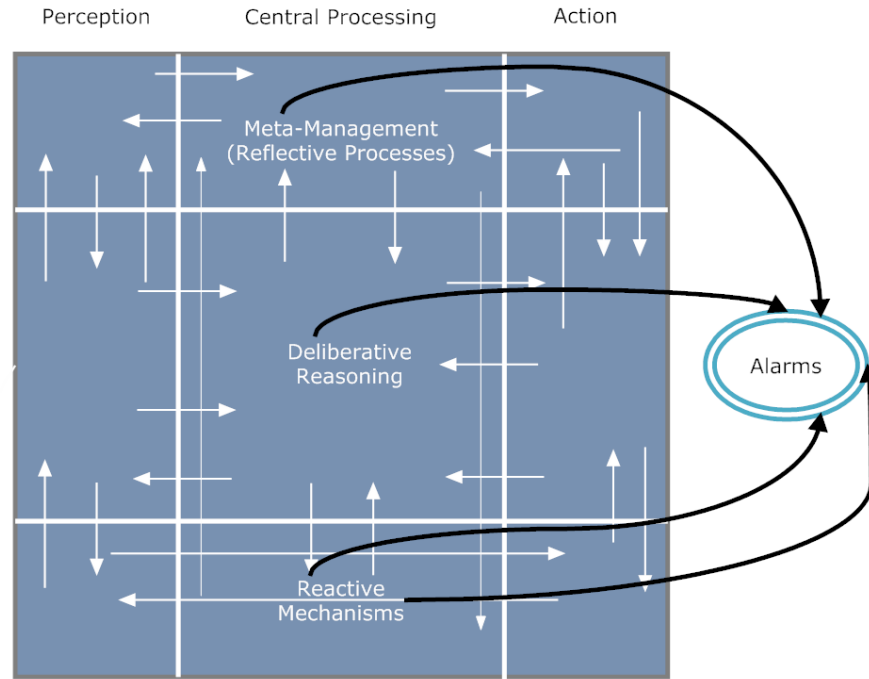 Perception Central Processing Action
Meta-Management
(Reflective Processes)
Deliberative
Reasoning
Alarms
Reactive
Mechanisms